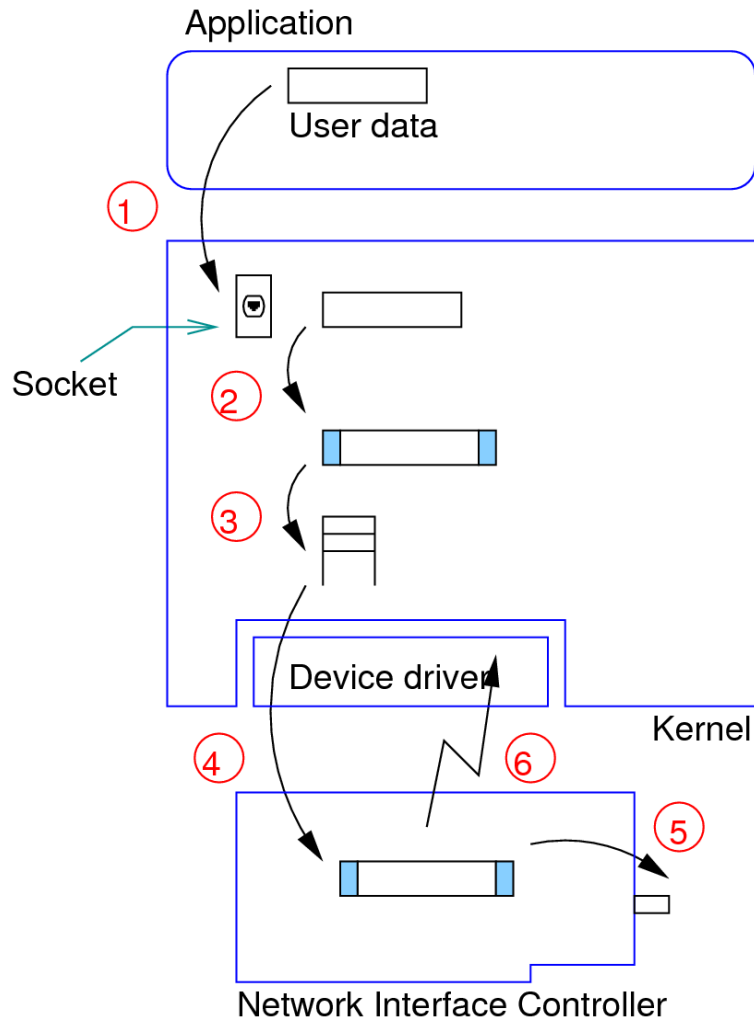 Application
User data
1
Socket
2
3
Device driver
Kernel
4
6
5
Network Interface Controller